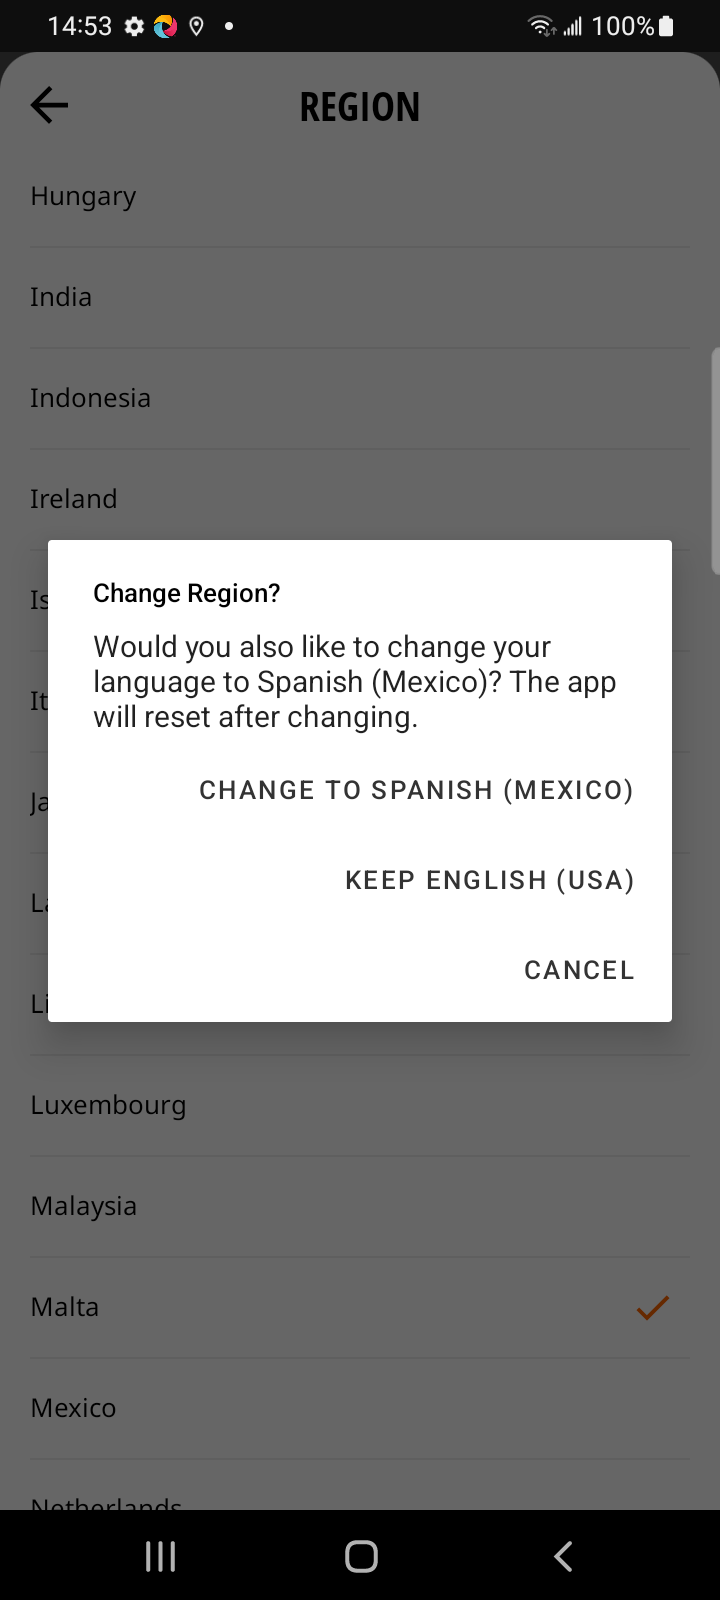 14:53
100%
REGION
Hungary
India
Indonesia
Ireland
Is
It
Ja
La
Li
Change Region?
Would you also like to change your
language to Spanish (Mexico)? The app
will reset after changing.
CHANGE TO SPANISH (MEXICO)
KEEP ENGLISH (USA)
CANCEL
Luxembourg
Malaysia
Malta
Mexico
Netherlands